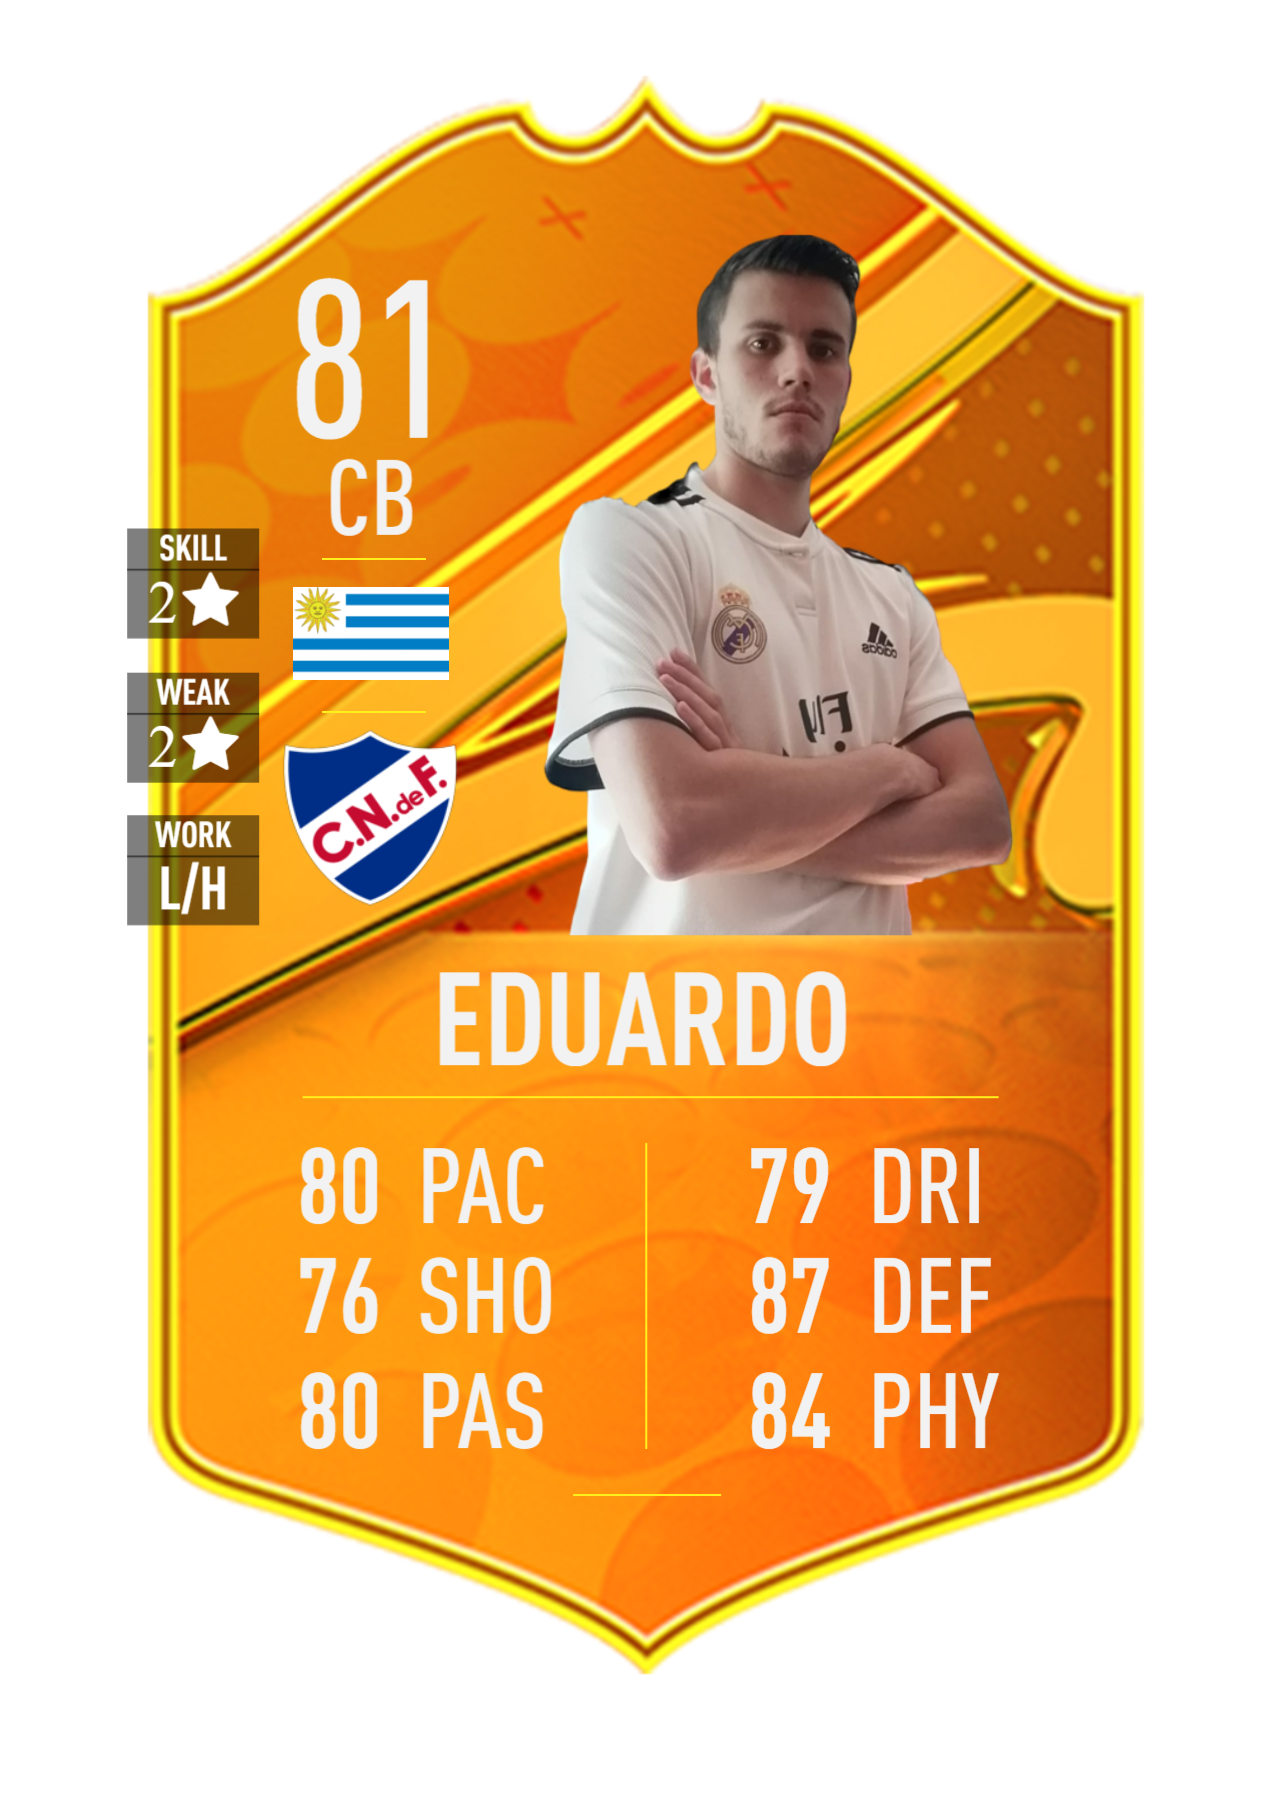 81
CB
SKILL
2
WEAK
2
WORK
L/H
C.N.deF.
adidas
EDUARDO
80 PAC
76 SHO
80 PAS
79 DRI
87 DEF
84 PHY